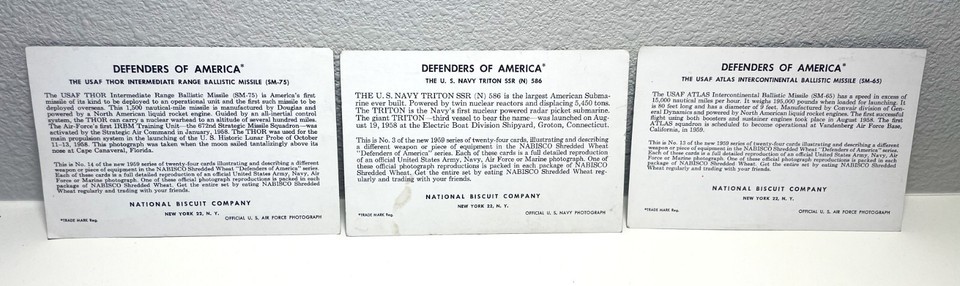 DEFENDERS OF AMERICA*
THE USAF THOR INTERMEDIATE RANGE BALLISTIC MISSILE (SM-75)
The USAF THOR Intermediate Range Ballistic Missile (SM-75) is America's first
missile of its kind to be deployed to an operational unit and the first such missile to be
deployed overseas. This 1,500 nautical-mile missile is manufactured by Douglas and
powered by a North American liquid rocket engine. Guided by an all-inertial control
system, the THOR can carry a nuclear warhead to an altitude of several hundred miles.
The Air-Force's first IRBM Training Unit—the 672nd Strategic Missile Squadron—was
activated by the Strategic Air Command in January, 1958. The THOR was used for the
main propulsion system in the launching of the U. S. Historic Lunar Probe of October
11-13, 1958. This photograph was taken when the moon sailed tantalizingly above its
nose at Cape Canaveral, Florida.
This is No. 14 of the new 1959 series of twenty-four cards illustrating and describing a different
weapon or piece of equipment in the NABISCO Shredded Wheat "Defenders of America" series.
Each of these cards is a full detailed reproduction of an official United States Army, Navy, Air
Force or Marine photograph. One of these official photograph reproductions is packed in each
package of NABISCO Shredded Wheat. Get the entire set by eating NABISCO Shredded
Wheat regularly and trading with your friends.
NATIONAL BISCUIT COMPANY
NEW YORK 22, N. Y.
*TRADE MARK Reg.
OFFICIAL U. S. AIR FORCE PHOTOGRAPH
DEFENDERS OF AMERICA*
THE U. S. NAVY TRITON SSR (N) 586
THE U. S. NAVY TRITON SSR (N) 586 is the largest American Subma-
rine ever built. Powered by twin nuclear reactors and displacing 5,450 tons.
The TRITON is the Navy's first nuclear powered radar picket submarine.
The giant TRITON—third vessel to bear the name—was launched on Aug-
ust 19, 1958 at the Electric Boat Division Shipyard, Groton, Connecticut.
This is No. 3 of the new 1959 series of twenty-four cards, illustrating and describing
a different weapon or piece of equipment in the NABISCO Shredded Wheat
"Defenders of America" series. Each of these cards is a full detailed reproduction
of an official United States Army, Navy, Air Force or Marine photograph. One of
these official photograph reproductions is packed in each package of NABISCO
Shredded Wheat. Get the entire set by eating NABISCO Shredded Wheat reg-
ularly and trading with your friends.
NATIONAL BISCUIT COMPANY
NEW YORK 22, N. Y.
*TRADE MARK Reg.
OFFICIAL U. S. NAVY PHOTOGRAPH
DEFENDERS OF AMERICA*
THE USAF ATLAS INTERCONTINENTAL BALLISTIC MISSILE (SM-65)
The USAF ATLAS Intercontinental Ballistic Missile (SM-65) has a speed in excess of
15,000 nautical miles per hour. It weighs 195,000 pounds when loaded for launching. It
is 80 feet long and has a diameter of 9 feet. Manufactured by Convair division of Gen-
eral Dynamics and powered by North American liquid rocket engines. The first successful
flight using both boosters and sustainer engines took place in August 1958. The first
ATLAS squadron is scheduled to become operational at Vandenberg Air Force Base,
California, in 1959.
This is No. 13 of the new 1959 series of twenty-four cards illustrating and describing a different
weapon or piece of equipment in the NABISCO Shredded Wheat "Defenders of America" series.
Each of these cards is a full detailed reproduction of an official United States Army, Navy, Air
Force or Marine photograph. One of these official photograph reproductions is packed in each
package of NABISCO Shredded Wheat. Get the entire set by eating NABISCO Shredded
Wheat regularly and trading with your friends.
NATIONAL BISCUIT COMPANY
NEW YORK 22, N. Y.
*TRADE MARK Reg.
OFFICIAL U. S. AIR FORCE PHOTOGRAPH